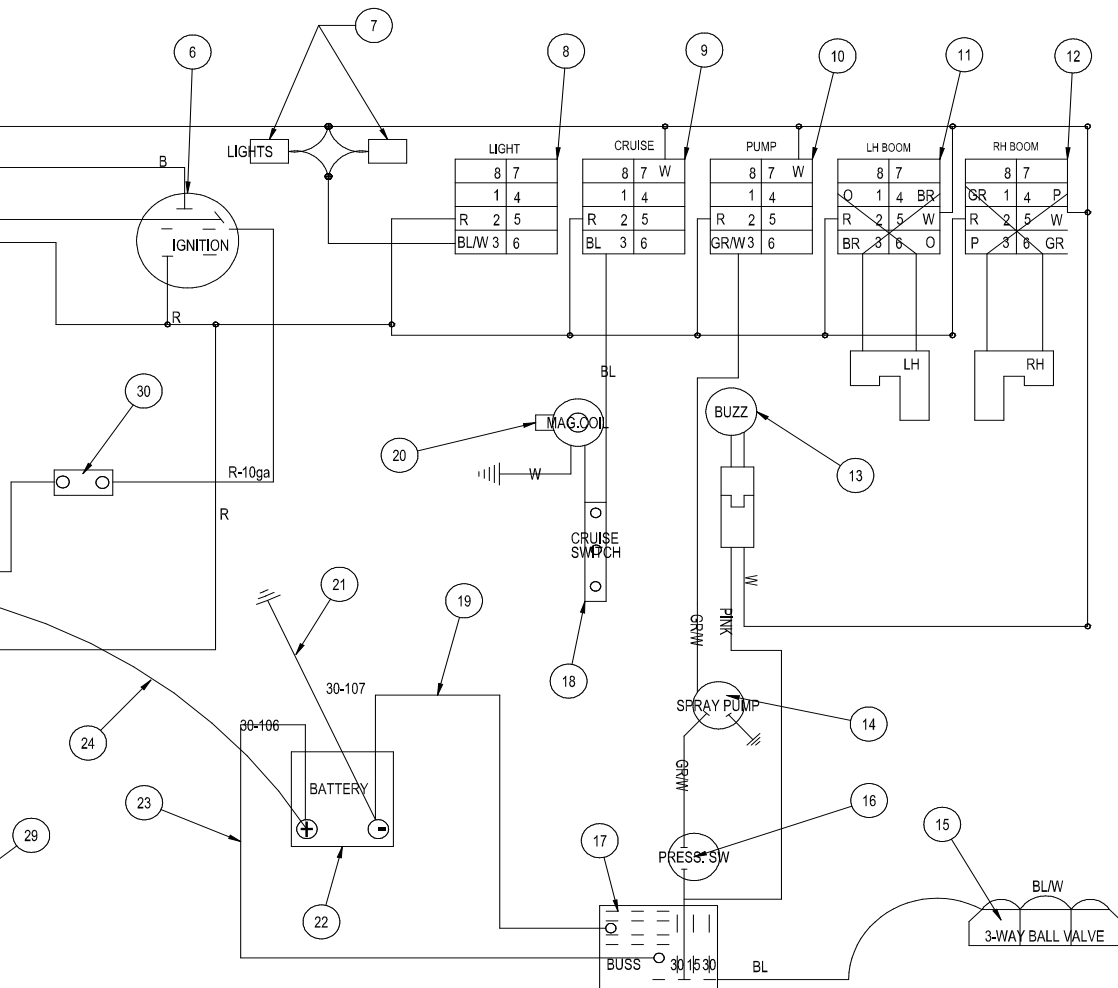 7
6
8
9
10
11
12
LIGHTS
LIGHT
CRUISE
PUMP
LH BOOM
RH BOOM
B
8 7
8 7 W
8 7 W
8 7
8 7
1 4
1 4
1 4
O 1 4 BR
GR 1 4 P
R 2 5
R 2 5
R 2 5
R 2 5 W
R 2 5 W
BL/W 3 6
BL 3 6
GR/W 3 6
BR 3 6 O
P 3 6 GR
IGNITION
R
LH
RH
BL
30
BUZZ
MAG.COIL
20
13
R-10ga
W
R
CRUISE
SWITCH
21
19
W
GR/W
PINK
18
30-107
SPRAY PUMP
14
30-106
24
GR/W
BATTERY
23
16
15
+
-
29
17
PRESS. SW
22
BL/W
3-WAY BALL VALVE
BUSS
30 15 30
BL